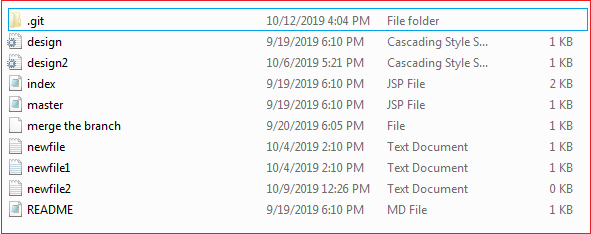 .git 10/12/2019 4:04 PM File folder
design 9/19/2019 6:10 PM Cascading Style S... 1 KB
design2 10/6/2019 5:21 PM Cascading Style S... 1 KB
index 9/19/2019 6:10 PM JSP File 2 KB
master 9/19/2019 6:10 PM JSP File 1 KB
merge the branch 9/20/2019 6:05 PM File 1 KB
newfile 10/4/2019 2:10 PM Text Document 1 KB
newfile1 10/4/2019 2:10 PM Text Document 1 KB
newfile2 10/9/2019 12:26 PM Text Document 0 KB
README 9/19/2019 6:10 PM MD File 1 KB